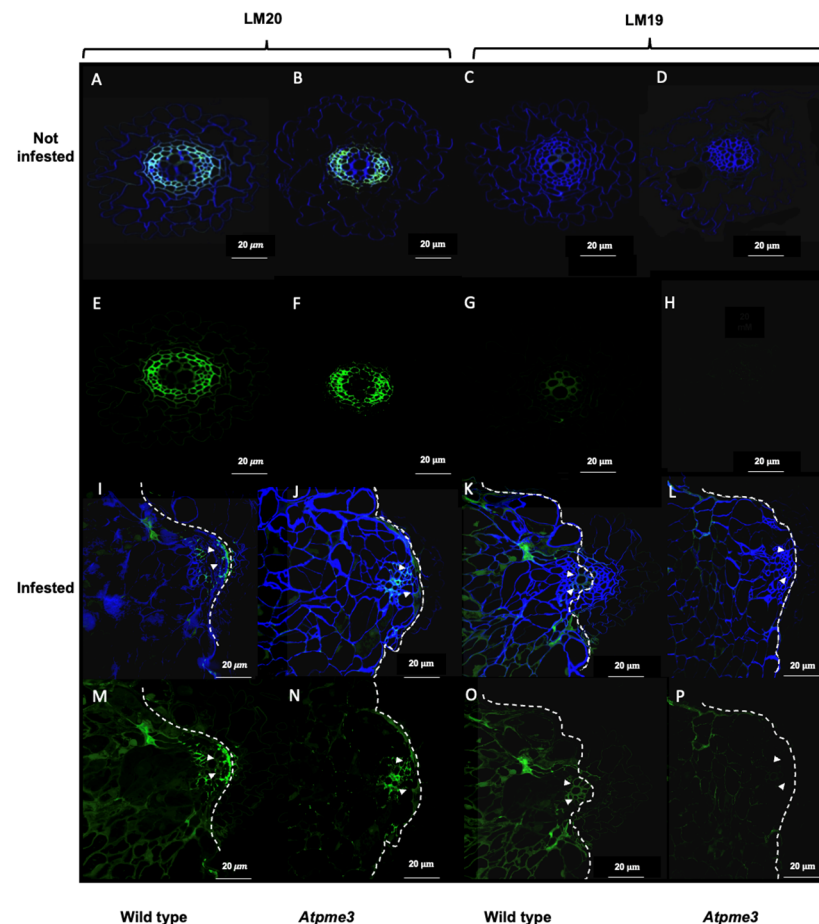 LM20
LM19
A
B
C
D
Not
infested
20 µm
20 µm
20 µm
20 µm
E
F
G
H
20 µm
20 µm
20 µm
20 µm
I
J
K
L
Infested
20 µm
20 µm
20 µm
20 µm
M
N
O
P
20 µm
20 µm
20 µm
20 µm
Wild type
Atpme3
Wild type
Atpme3